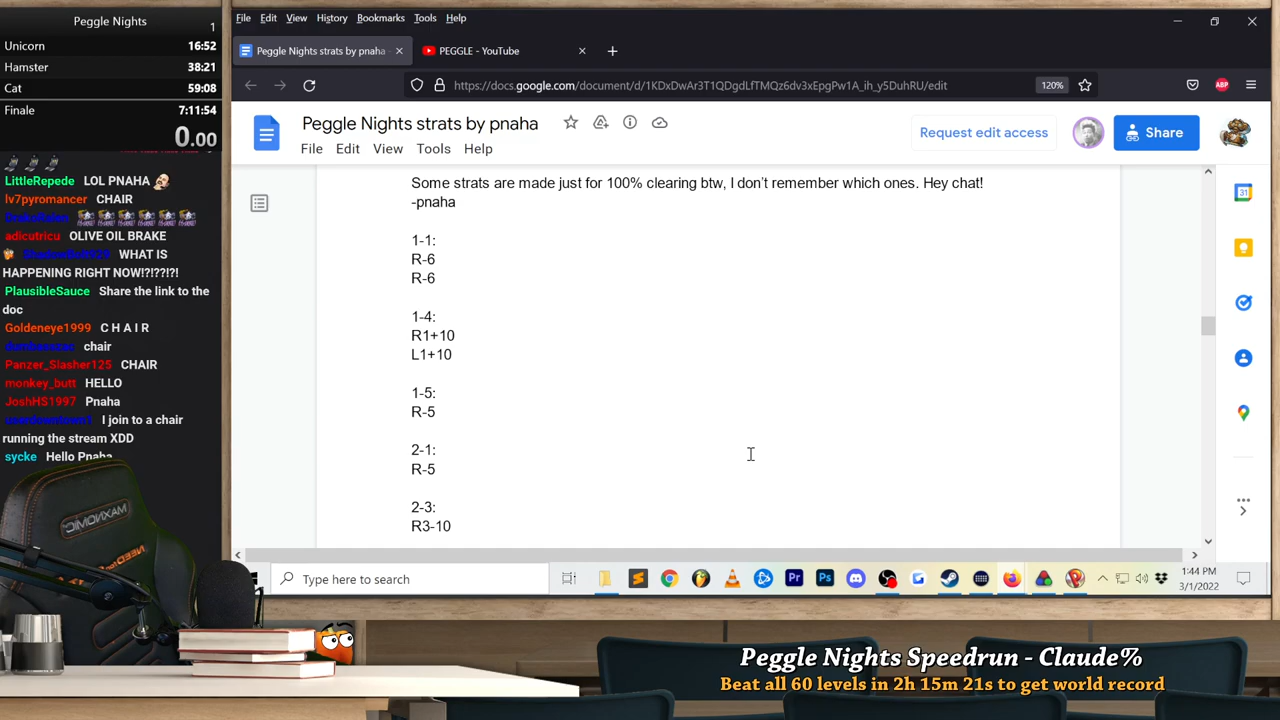 Peggle Nights
1
Unicorn 16:52
Hamster 38:21
Cat 59:08
Finale 7:11:54
0.00
LittleRepede LOL PNAHA
lv7pyromancer CHAIR
adicutricu OLIVE OIL BRAKE
WHAT IS
HAPPENING RIGHT NOW!?!??!?!
PlausibleSauce Share the link to the
doc
Goldeneye1999 C H A I R
chair
Panzer_Slasher125 CHAIR
monkey_butt HELLO
JoshHS1997 Pnaha
I join to a chair
running the stream XDD
sycke Hello Pnaha
MAXNOMIC
File Edit View History Bookmarks Tools Help
Peggle Nights strats by pnaha
PEGGLE - YouTube
https://docs.google.com/document/d/1KDxDwAr3T1QDgdLfTMQz6dv3xEpgPw1A_ih_y5DuhRU/edit
120%
ABP
Peggle Nights strats by pnaha
File Edit View Tools Help
Request edit access
Share
Some strats are made just for 100% clearing btw, I don't remember which ones. Hey chat!
-pnaha
1-1:
R-6
R-6
1-4:
R1+10
L1+10
1-5:
R-5
2-1:
R-5
2-3:
R3-10
31
Type here to search
Pr
Ps
1:44 PM
3/1/2022
Peggle Nights Speedrun - Claude%
Beat all 60 levels in 2h 15m 21s to get world record